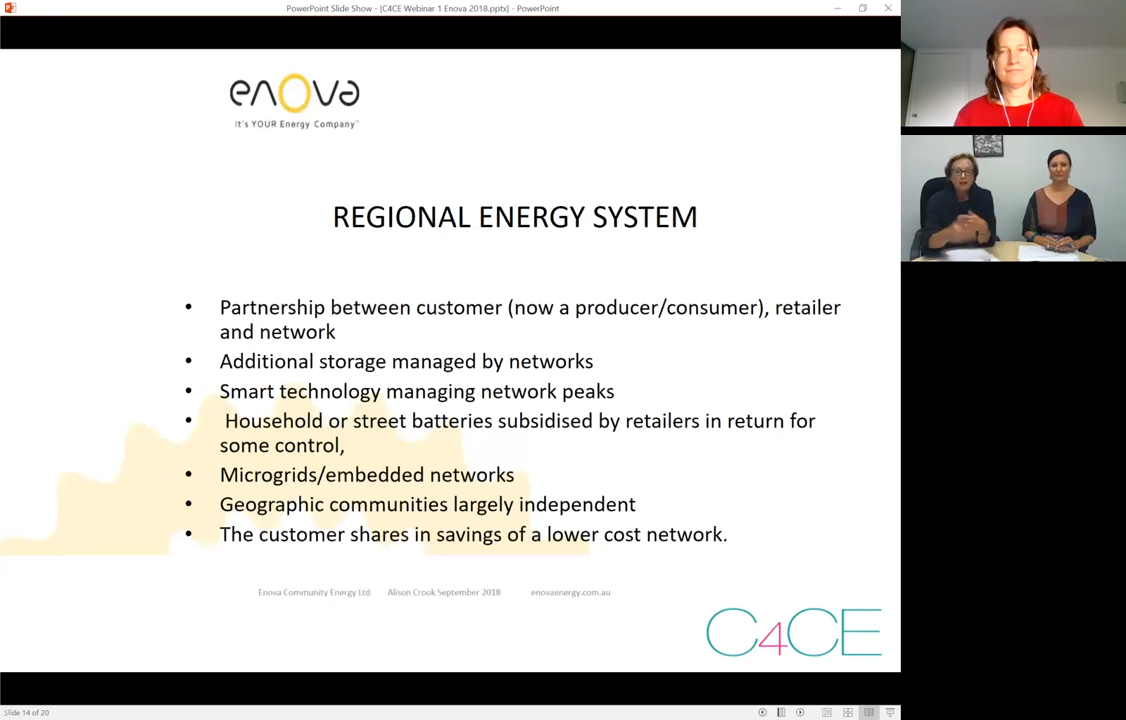 PowerPoint Slide Show - [C4CE Webinar 1 Enova 2018.pptx] - PowerPoint
enova
It's YOUR Energy Company™
REGIONAL ENERGY SYSTEM
• Partnership between customer (now a producer/consumer), retailer
and network
• Additional storage managed by networks
• Smart technology managing network peaks
• Household or street batteries subsidised by retailers in return for
some control,
• Microgrids/embedded networks
• Geographic communities largely independent
• The customer shares in savings of a lower cost network.
Enova Community Energy Ltd Alison Crook September 2018 enovaenergy.com.au
C4CE
Slide 14 of 20